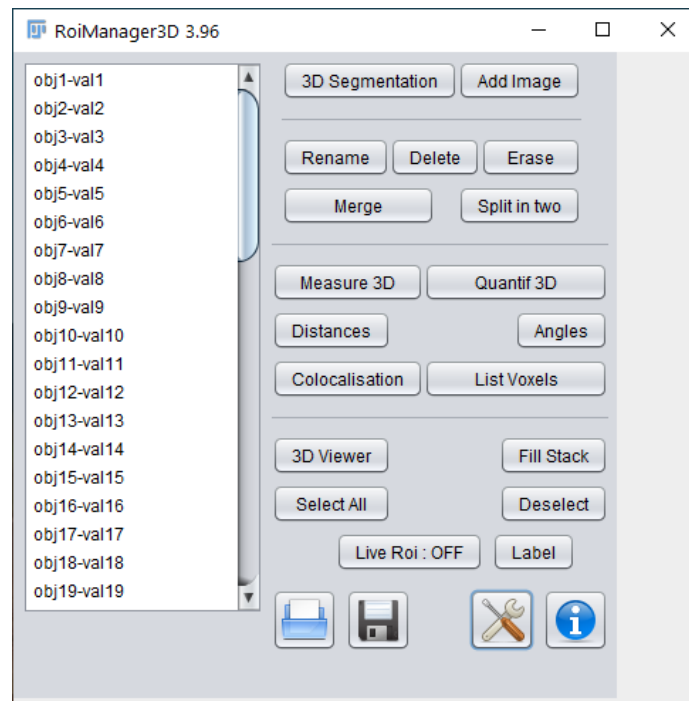 RoiManager3D 3.96
obj1-val1
obj2-val2
obj3-val3
obj4-val4
obj5-val5
obj6-val6
obj7-val7
obj8-val8
obj9-val9
obj10-val10
obj11-val11
obj12-val12
obj13-val13
obj14-val14
obj15-val15
obj16-val16
obj17-val17
obj18-val18
obj19-val19
3D Segmentation Add Image
Rename Delete Erase
Merge Split in two
Measure 3D Quantif 3D
Distances Angles
Colocalisation List Voxels
3D Viewer Fill Stack
Select All Deselect
Live Roi : OFF Label